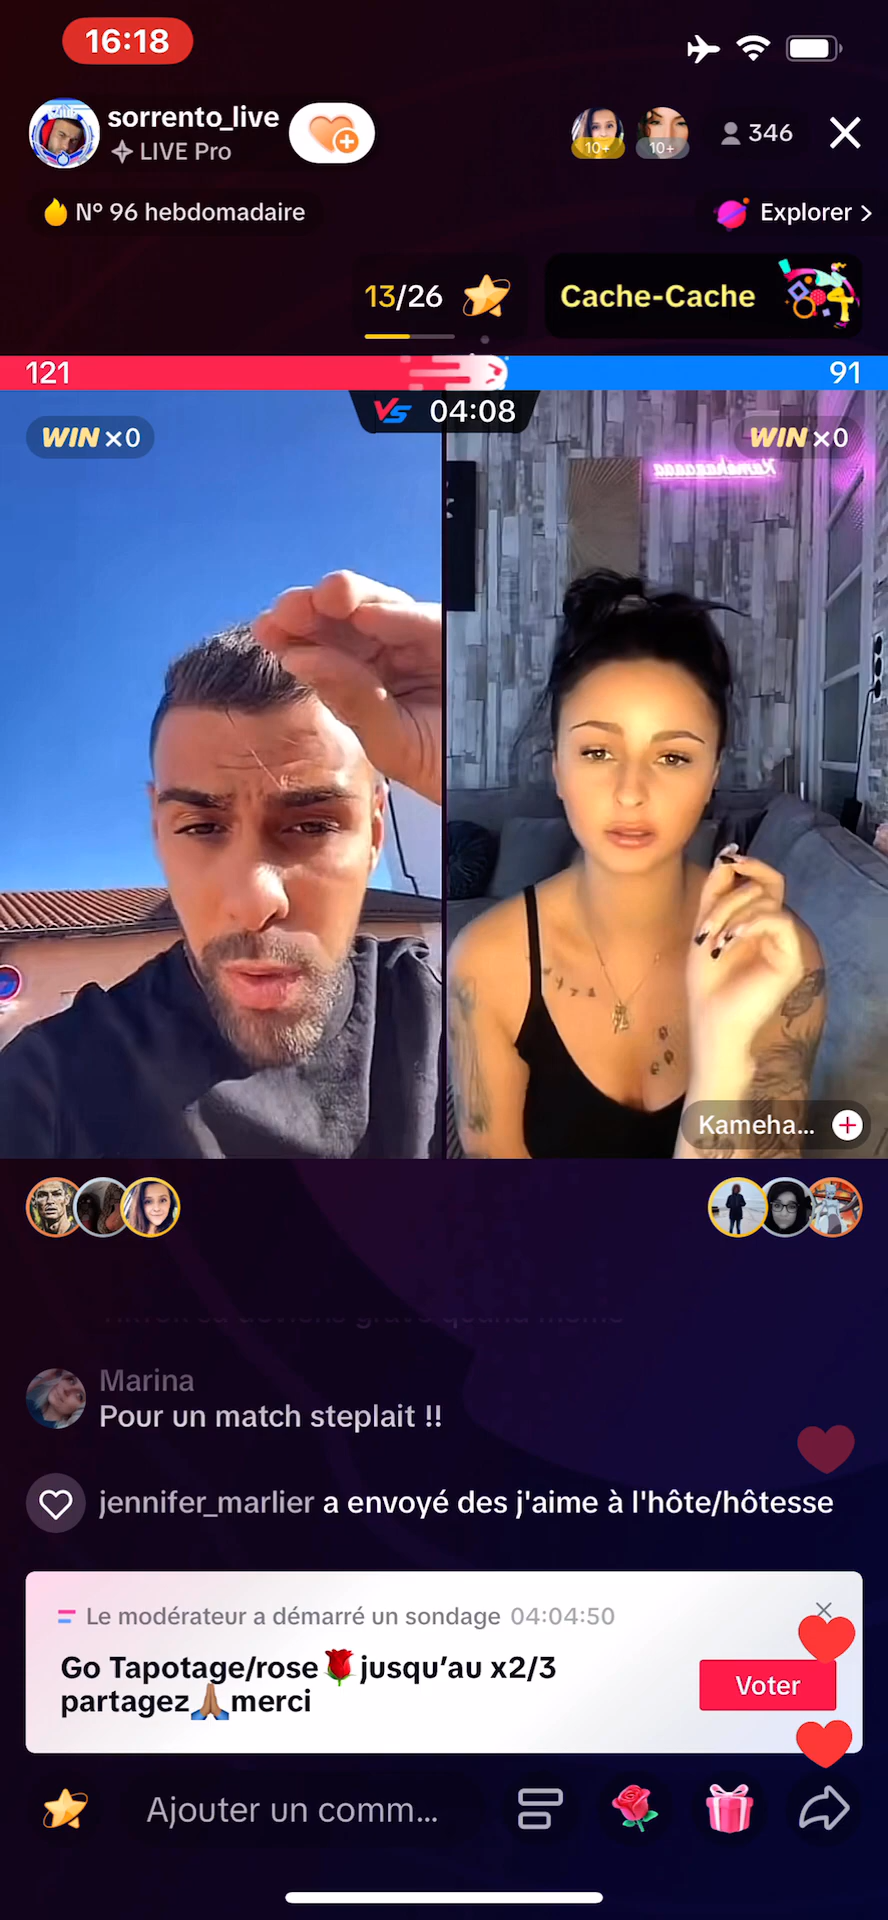 16:18
sorrento_live
LIVE Pro
10+
10+
346
N° 96 hebdomadaire
Explorer >
13/26
Cache-Cache
121
91
VS 04:08
WIN ×0
WIN ×0
Kamehaaaaa
Kameha...
Marina
Pour un match steplait !!
jennifer_marlier a envoyé des j'aime à l'hôte/hôtesse
Le modérateur a démarré un sondage 04:04:50
Go Tapotage/rose🌹jusqu'au x2/3
partagez🙏🏽merci
Voter
Ajouter un comm...